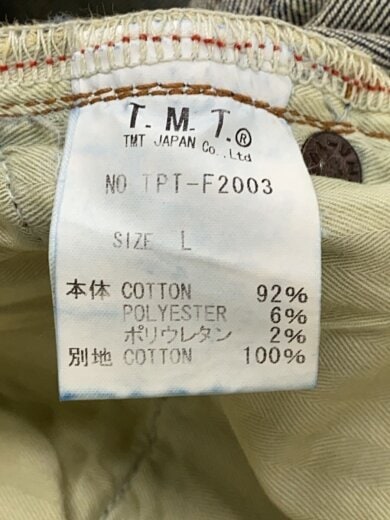 T. M. T.®
TMT JAPAN Co.,Ltd
NO TPT-F2003
SIZE L
本体 COTTON 92%
POLYESTER 6%
ポリウレタン 2%
別地 COTTON 100%